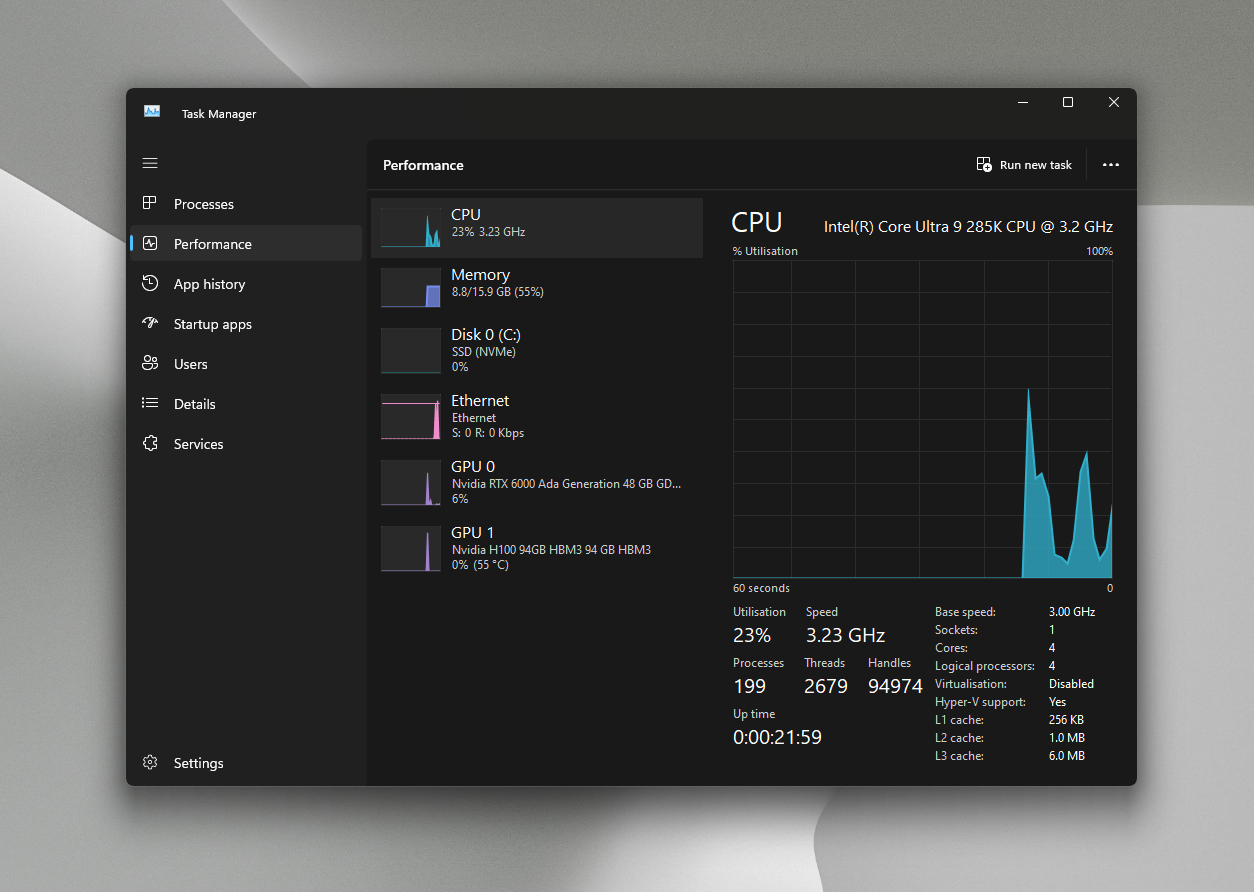 Task Manager
Performance
Run new task
Processes
Performance
App history
Startup apps
Users
Details
Services
Settings
CPU
23% 3.23 GHz
Memory
8.8/15.9 GB (55%)
Disk 0 (C:)
SSD (NVMe)
0%
Ethernet
Ethernet
S: 0 R: 0 Kbps
GPU 0
Nvidia RTX 6000 Ada Generation 48 GB GD...
6%
GPU 1
Nvidia H100 94GB HBM3 94 GB HBM3
0% (55 °C)
CPU Intel(R) Core Ultra 9 285K CPU @ 3.2 GHz
% Utilisation 100%
60 seconds 0
Utilisation Speed
23% 3.23 GHz
Processes Threads Handles
199 2679 94974
Up time
0:00:21:59
Base speed: 3.00 GHz
Sockets: 1
Cores: 4
Logical processors: 4
Virtualisation: Disabled
Hyper-V support: Yes
L1 cache: 256 KB
L2 cache: 1.0 MB
L3 cache: 6.0 MB